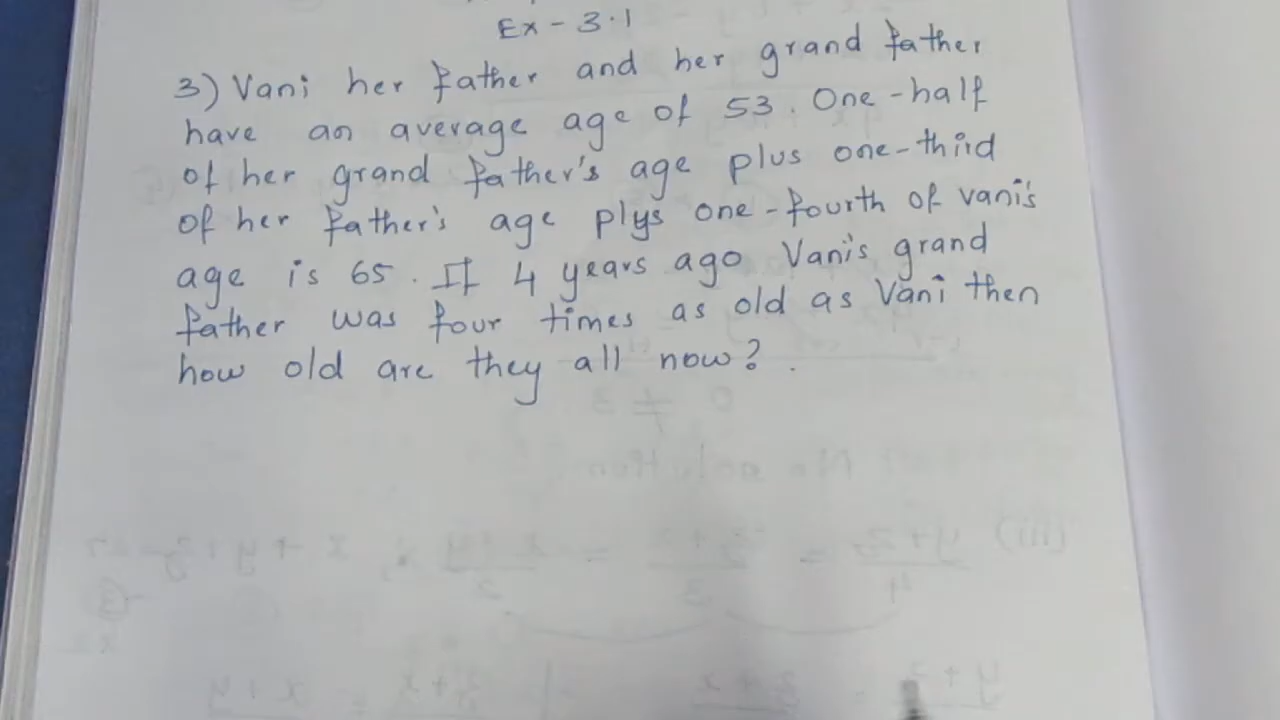 Ex - 3.1
3) Vani her father and her grand father
have an average age of 53. One-half
of her grand father's age plus one-third
of her father's age plys one-fourth of vani's
age is 65. If 4 years ago Vani's grand
father was four times as old as Vani then
how old are they all now?